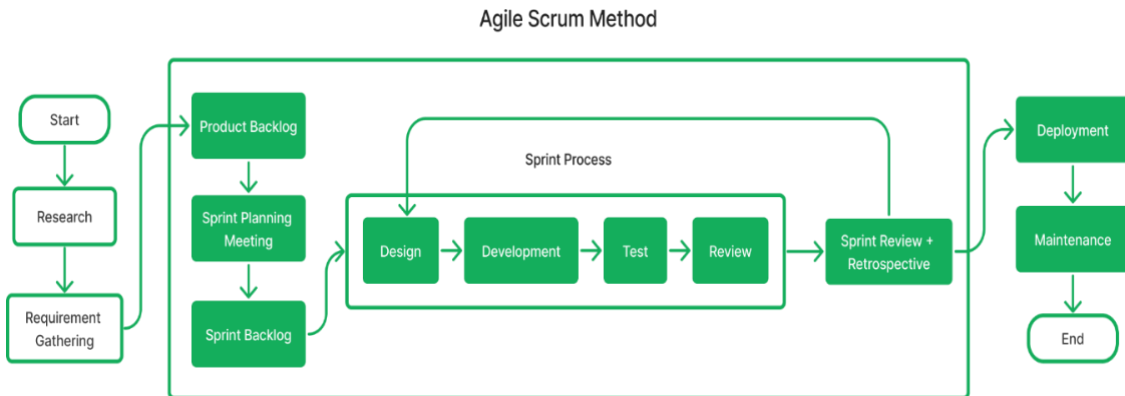 Agile Scrum Method
Start
Research
Requirement
Gathering
Product Backlog
Sprint Planning
Meeting
Sprint Backlog
Sprint Process
Design
Development
Test
Review
Sprint Review +
Retrospective
Deployment
Maintenance
End